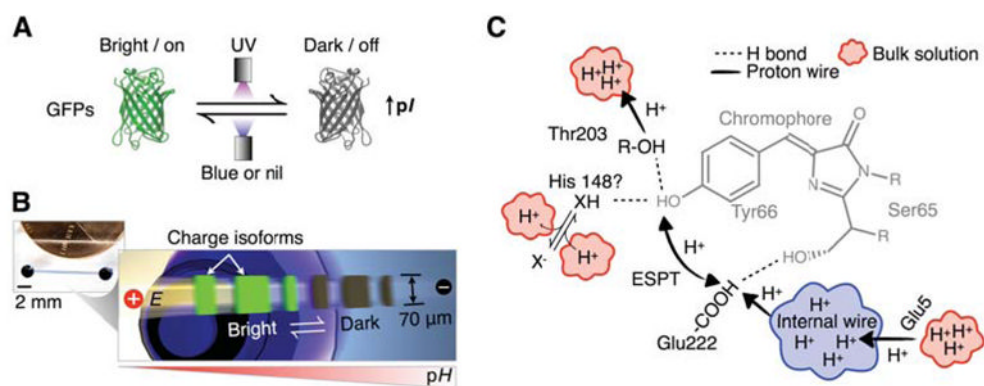 A
Bright / on
UV
Dark / off
GFPs
↑pI
Blue or nil
B
Charge isoforms
2 mm
+
E
−
Bright
Dark
70 µm
pH
C
H bond
Proton wire
Bulk solution
H+
H+ H+
H+
H+
Thr203
R-OH
Chromophore
O
N-R
N
His 148?
XH
HO
Tyr66
Ser65
R
H+
X-
H+
H+
HO
ESPT
COOH
Glu222
H+
H+
Internal wire
H+ H+
H+ H+
Glu5
H+
H+ H+
H+